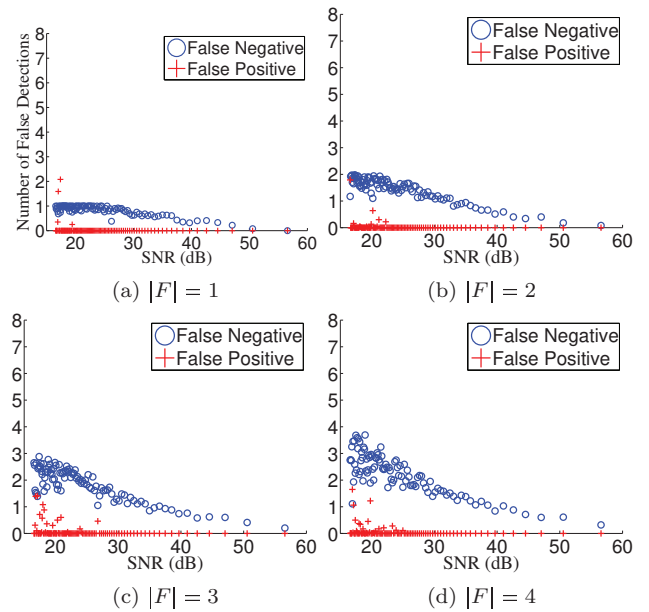 8
7
6
5
4
3
2
1
0
Number of False Detections
False Negative
False Positive
20 30 40 50 60
SNR (dB)
(a) |F| = 1
8
7
6
5
4
3
2
1
0
False Negative
False Positive
20 30 40 50 60
SNR (dB)
(b) |F| = 2
8
7
6
5
4
3
2
1
0
False Negative
False Positive
20 30 40 50 60
SNR (dB)
(c) |F| = 3
8
7
6
5
4
3
2
1
0
False Negative
False Positive
20 30 40 50 60
SNR (dB)
(d) |F| = 4